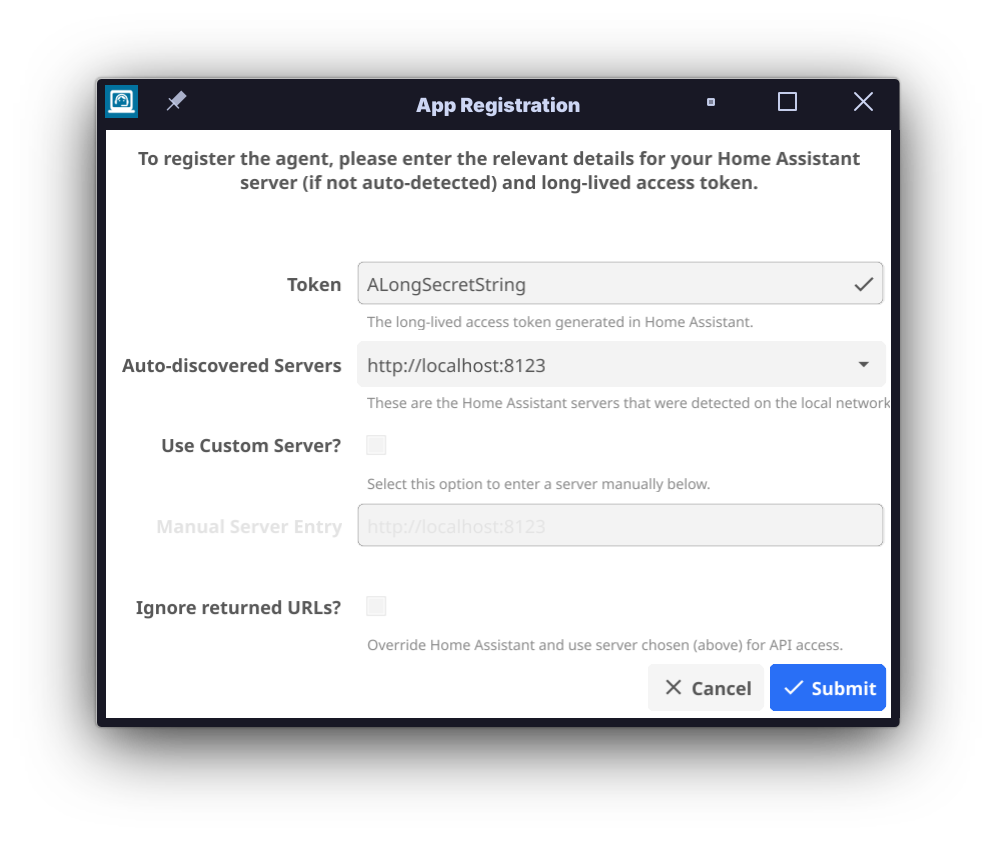 App Registration
To register the agent, please enter the relevant details for your Home Assistant
server (if not auto-detected) and long-lived access token.
Token
ALongSecretString
The long-lived access token generated in Home Assistant.
Auto-discovered Servers
http://localhost:8123
These are the Home Assistant servers that were detected on the local network
Use Custom Server?
Select this option to enter a server manually below.
Manual Server Entry
http://localhost:8123
Ignore returned URLs?
Override Home Assistant and use server chosen (above) for API access.
Cancel
Submit